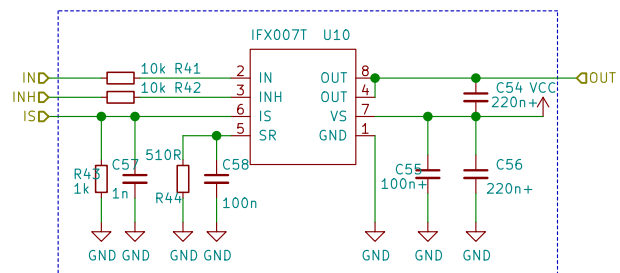 IFX007T U10
IN 10k R41 2 IN OUT 8 OUT
INH 10k R42 3 INH OUT 4 C54 VCC
220n+
IS 6 IS VS 7
5 SR GND 1
510R
C57 C58 C55 C56
R43
1k 1n R44 100n 100n+ 220n+
GND GND GND GND GND GND GND